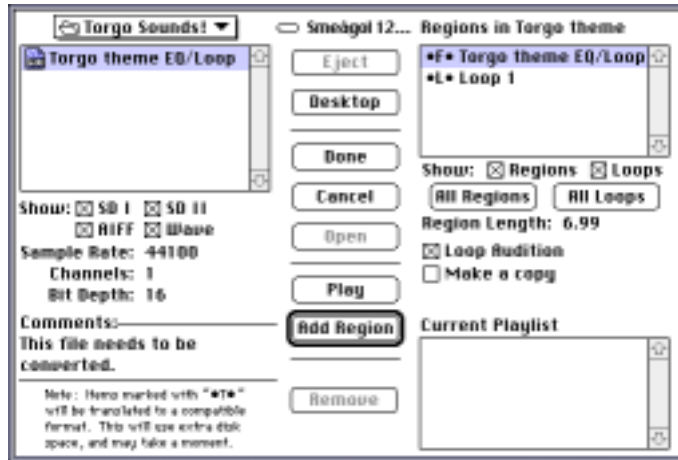 Torgo Sounds!
Torgo theme EQ/Loop
Show: SD I SD II
AIFF Wave
Sample Rate: 44100
Channels: 1
Bit Depth: 16
Comments:
This file needs to be
converted.
Note: Items marked with "•T•"
will be translated to a compatible
format. This will use extra disk
space, and may take a moment.
Smeágol 12...
Eject
Desktop
Done
Cancel
Open
Play
Add Region
Remove
Regions in Torgo theme
•F• Torgo theme EQ/Loop
•L• Loop 1
Show: Regions Loops
All Regions All Loops
Region Length: 6.99
Loop Audition
Make a copy
Current Playlist